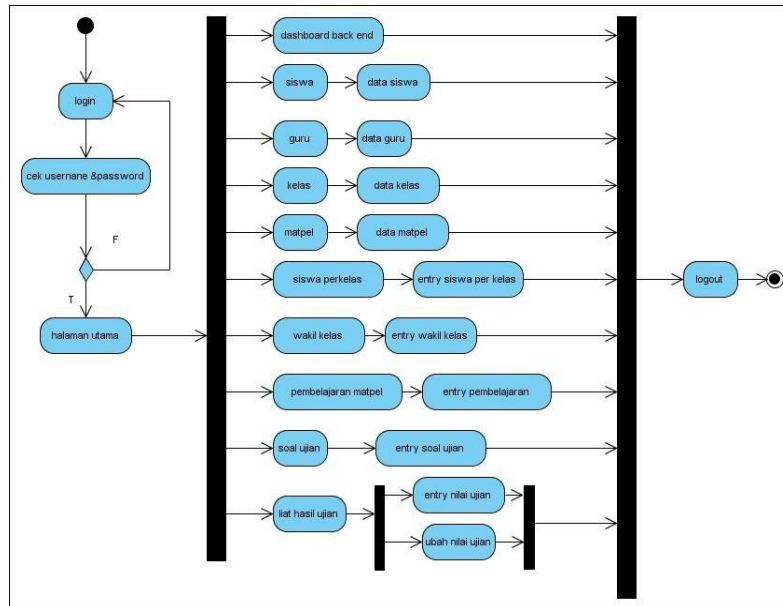 login
cek usernane &password
F
T
halaman utama
dashboard back end
siswa
data siswa
guru
data guru
kelas
data kelas
matpel
data matpel
siswa perkelas
entry siswa per kelas
wakil kelas
entry wakil kelas
pembelajaran matpel
entry pembelajaran
soal ujian
entry soal ujian
liat hasil ujian
entry nilai ujian
ubah nilai ujian
logout